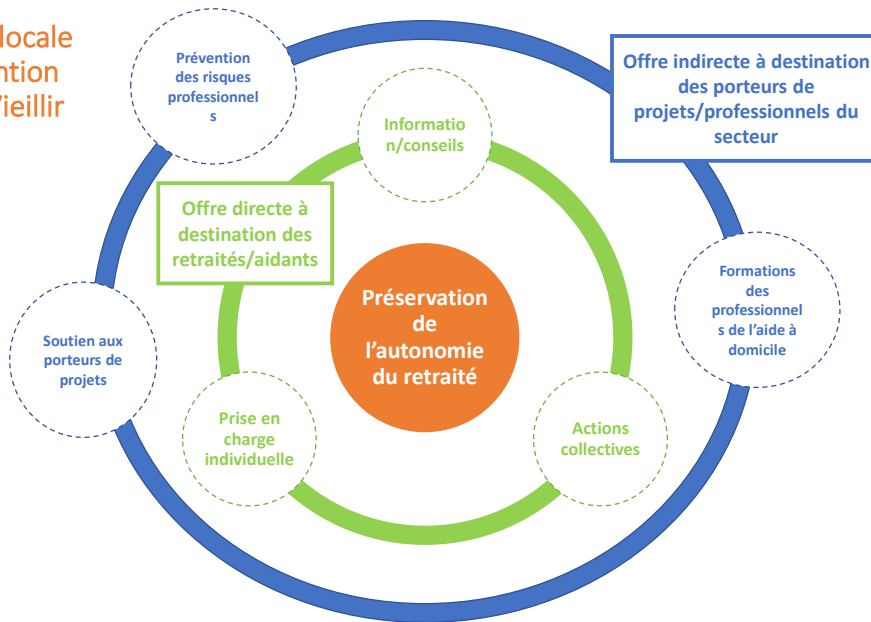 locale
ntion
Vieillir
Prévention
des risques
professionnel
s
Offre indirecte à destination
des porteurs de
projets/professionnels du
secteur
Informatio
n/conseils
Offre directe à
destination des
retraités/aidants
Préservation
de
l’autonomie
du retraité
Formations
des
professionnel
s de l’aide à
domicile
Soutien aux
porteurs de
projets
Prise en
charge
individuelle
Actions
collectives